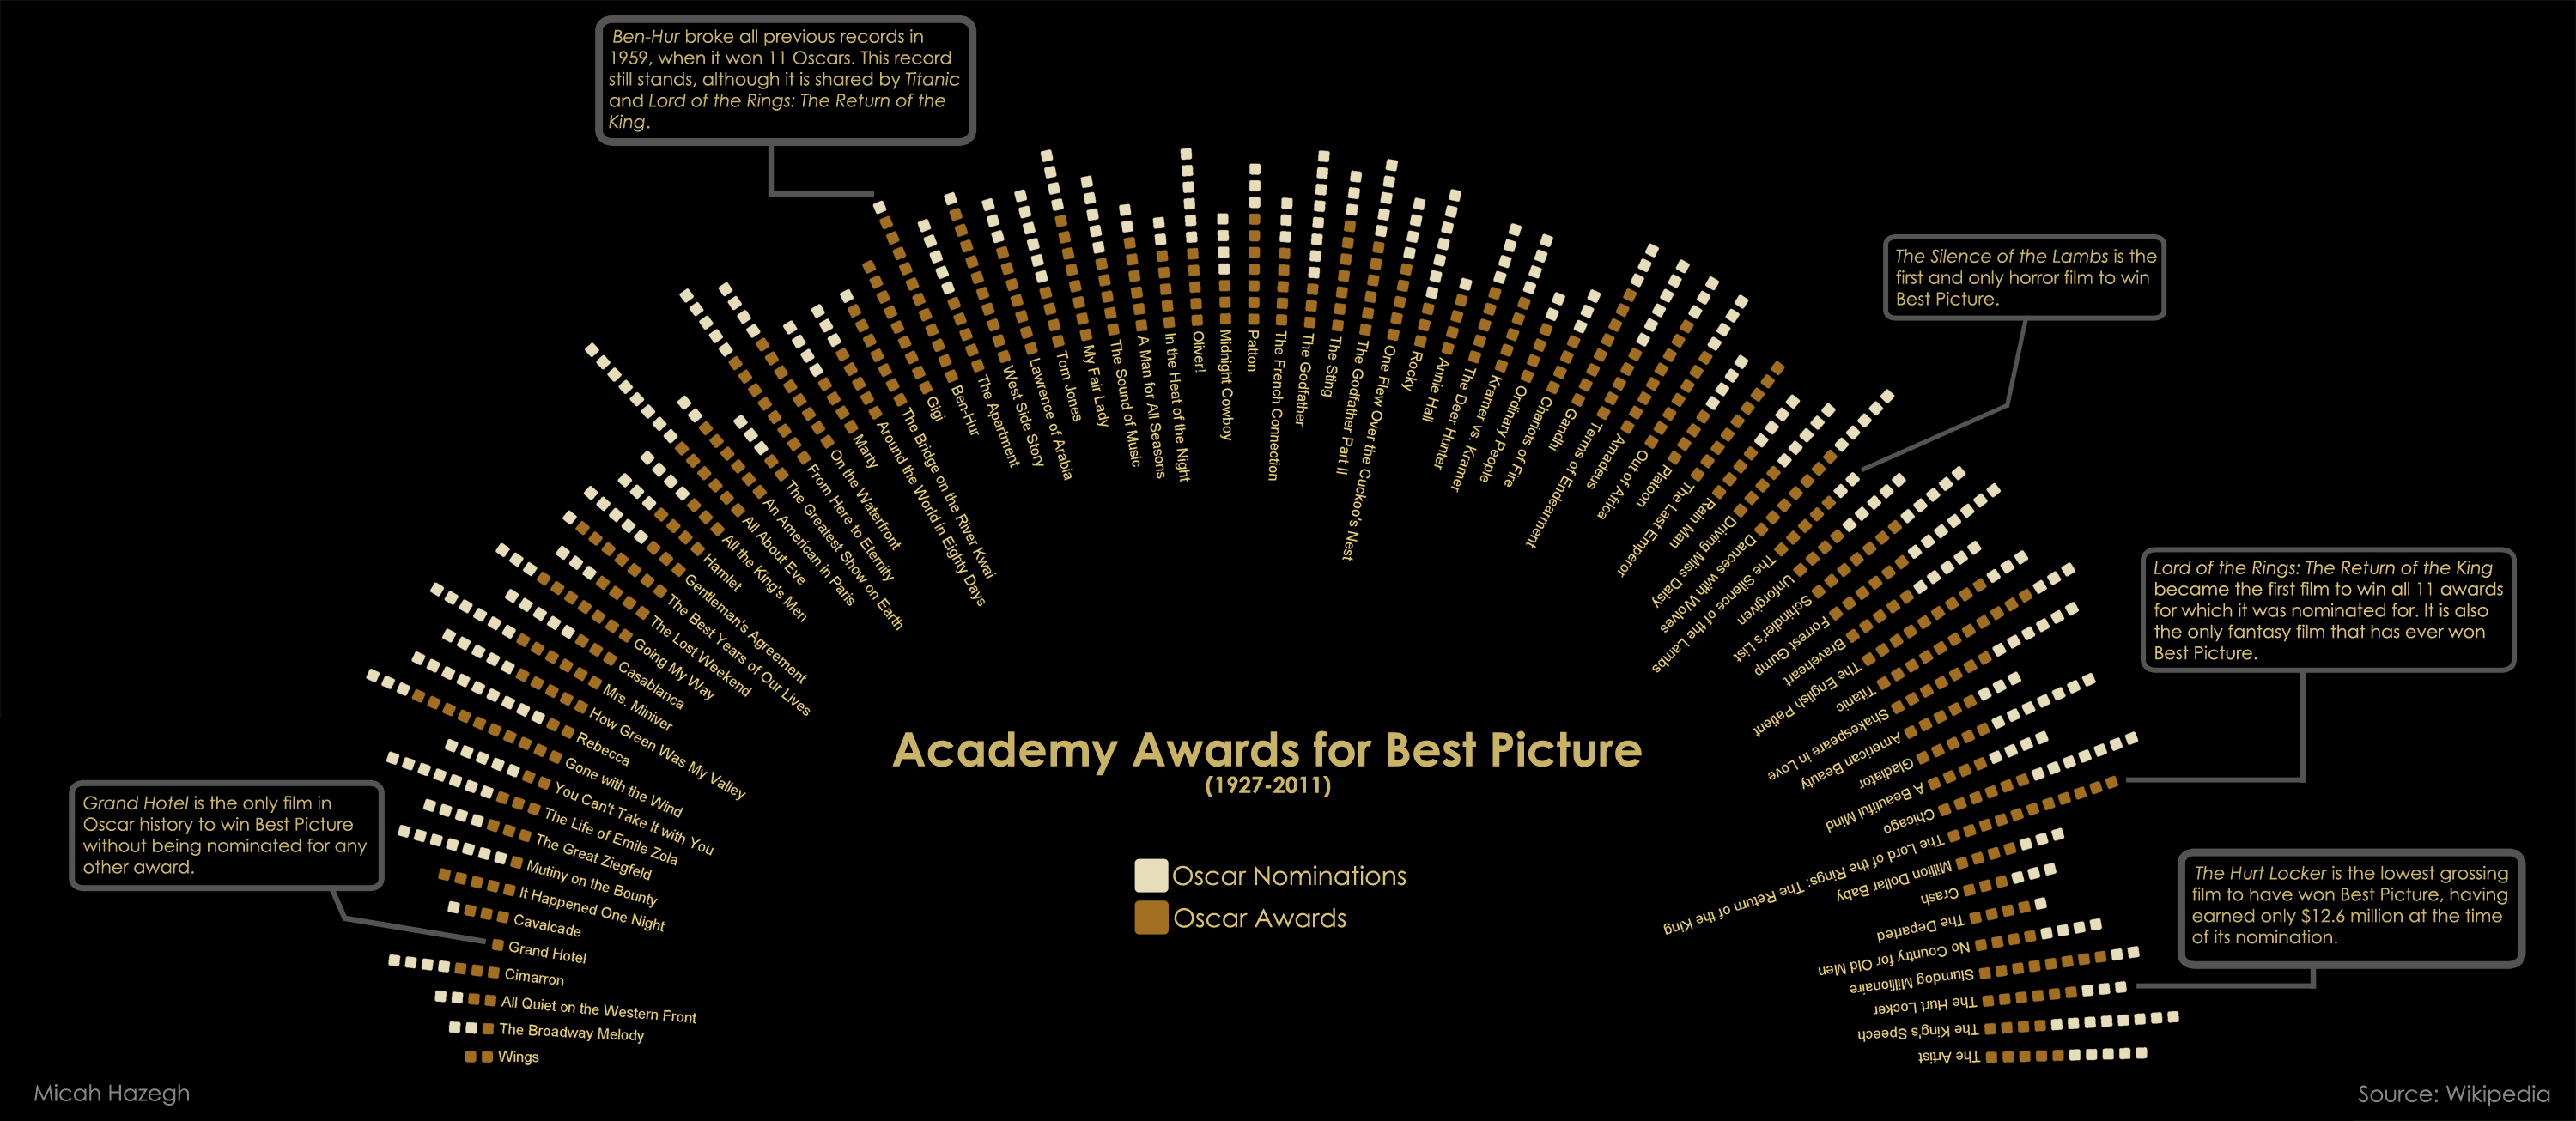 Ben-Hur broke all previous records in
1959, when it won 11 Oscars. This record
still stands, although it is shared by Titanic
and Lord of the Rings: The Return of the
King.
The Silence of the Lambs is the
first and only horror film to win
Best Picture.
Lord of the Rings: The Return of the King
became the first film to win all 11 awards
for which it was nominated for. It is also
the only fantasy film that has ever won
Best Picture.
Grand Hotel is the only film in
Oscar history to win Best Picture
without being nominated for any
other award.
The Hurt Locker is the lowest grossing
film to have won Best Picture, having
earned only $12.6 million at the time
of its nomination.
Academy Awards for Best Picture
(1927-2011)
Oscar Nominations
Oscar Awards
Wings
The Broadway Melody
All Quiet on the Western Front
Cimarron
Grand Hotel
Cavalcade
It Happened One Night
Mutiny on the Bounty
The Great Ziegfeld
The Life of Emile Zola
You Can't Take It with You
Gone with the Wind
Rebecca
How Green Was My Valley
Mrs. Miniver
Casablanca
Going My Way
The Lost Weekend
The Best Years of Our Lives
Gentleman's Agreement
Hamlet
All the King's Men
All About Eve
An American in Paris
The Greatest Show on Earth
From Here to Eternity
On the Waterfront
Marty
Around the World in Eighty Days
The Bridge on the River Kwai
Gigi
Ben-Hur
The Apartment
West Side Story
Lawrence of Arabia
Tom Jones
My Fair Lady
The Sound of Music
A Man for All Seasons
In the Heat of the Night
Oliver!
Midnight Cowboy
Patton
The French Connection
The Godfather
The Sting
The Godfather Part II
One Flew Over the Cuckoo's Nest
Rocky
Annie Hall
The Deer Hunter
Kramer vs. Kramer
Ordinary People
Chariots of Fire
Gandhi
Terms of Endearment
Amadeus
Out of Africa
Platoon
The Last Emperor
Rain Man
Driving Miss Daisy
Dances with Wolves
The Silence of the Lambs
Unforgiven
Schindler's List
Forrest Gump
Braveheart
The English Patient
Titanic
Shakespeare in Love
American Beauty
Gladiator
A Beautiful Mind
Chicago
The Lord of the Rings: The Return of the King
Million Dollar Baby
Crash
The Departed
No Country for Old Men
Slumdog Millionaire
The Hurt Locker
The King's Speech
The Artist
Micah Hazegh
Source: Wikipedia